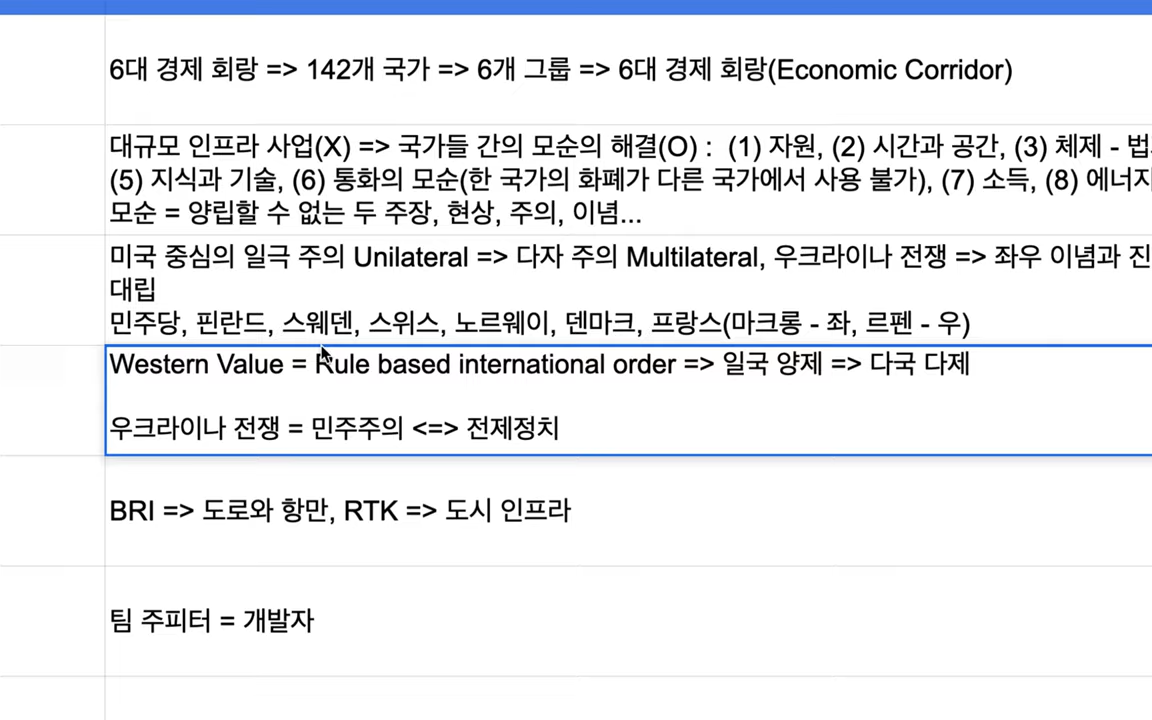 6대 경제 회랑 => 142개 국가 => 6개 그룹 => 6대 경제 회랑(Economic Corridor)
대규모 인프라 사업(X) => 국가들 간의 모순의 해결(O) : (1) 자원, (2) 시간과 공간, (3) 체제 - 법
(5) 지식과 기술, (6) 통화의 모순(한 국가의 화폐가 다른 국가에서 사용 불가), (7) 소득, (8) 에너지
모순 = 양립할 수 없는 두 주장, 현상, 주의, 이념...
미국 중심의 일극 주의 Unilateral => 다자 주의 Multilateral, 우크라이나 전쟁 => 좌우 이념과 진
대립
민주당, 핀란드, 스웨덴, 스위스, 노르웨이, 덴마크, 프랑스(마크롱 - 좌, 르펜 - 우)
Western Value = Rule based international order => 일국 양제 => 다국 다제
우크라이나 전쟁 = 민주주의 <=> 전제정치
BRI => 도로와 항만, RTK => 도시 인프라
팀 주피터 = 개발자